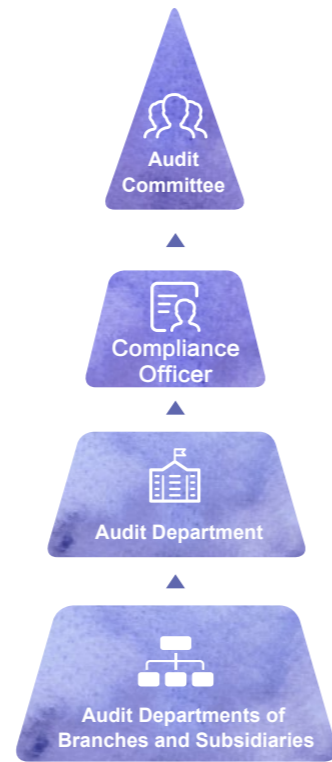 Audit
Committee
Compliance
Officer
Audit Department
Audit Departments of
Branches and Subsidiaries